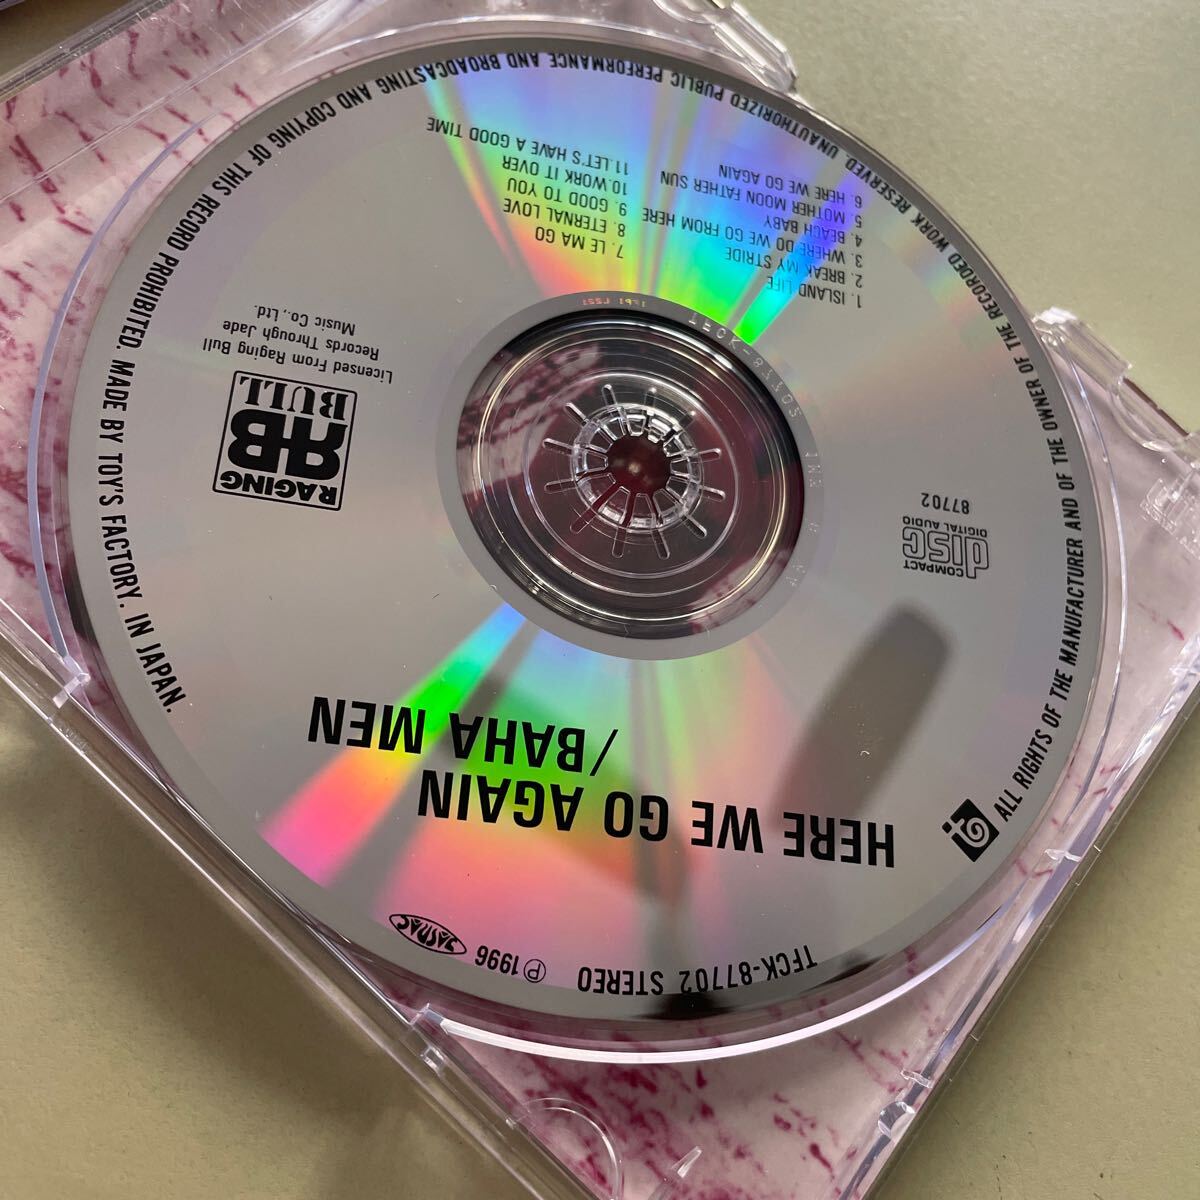 HERE WE GO AGAIN
/BAHA MEN
RAGING
RB
BULL
Licensed From Raging Bull
Records Through Jade
Music Co., Ltd.
COMPACT
disc
DIGITAL AUDIO
87702
1. ISLAND LIFE
2. BREAK MY STRIDE
3. WHERE DO WE GO FROM HERE
4. BEACH BABY
5. MOTHER MOON FATHER SUN
6. HERE WE GO AGAIN
7. LE MA GO
8. ETERNAL LOVE
9. GOOD TO YOU
10. WORK IT OVER
11. LET'S HAVE A GOOD TIME
TFCK-87702 STEREO
Ⓟ1996
JASRAC
ALL RIGHTS OF THE MANUFACTURER AND OF THE OWNER OF THE RECORDED WORK RESERVED. UNAUTHORIZED PUBLIC PERFORMANCE AND BROADCASTING AND COPYING OF THIS RECORD PROHIBITED. MADE BY TOY'S FACTORY. IN JAPAN.